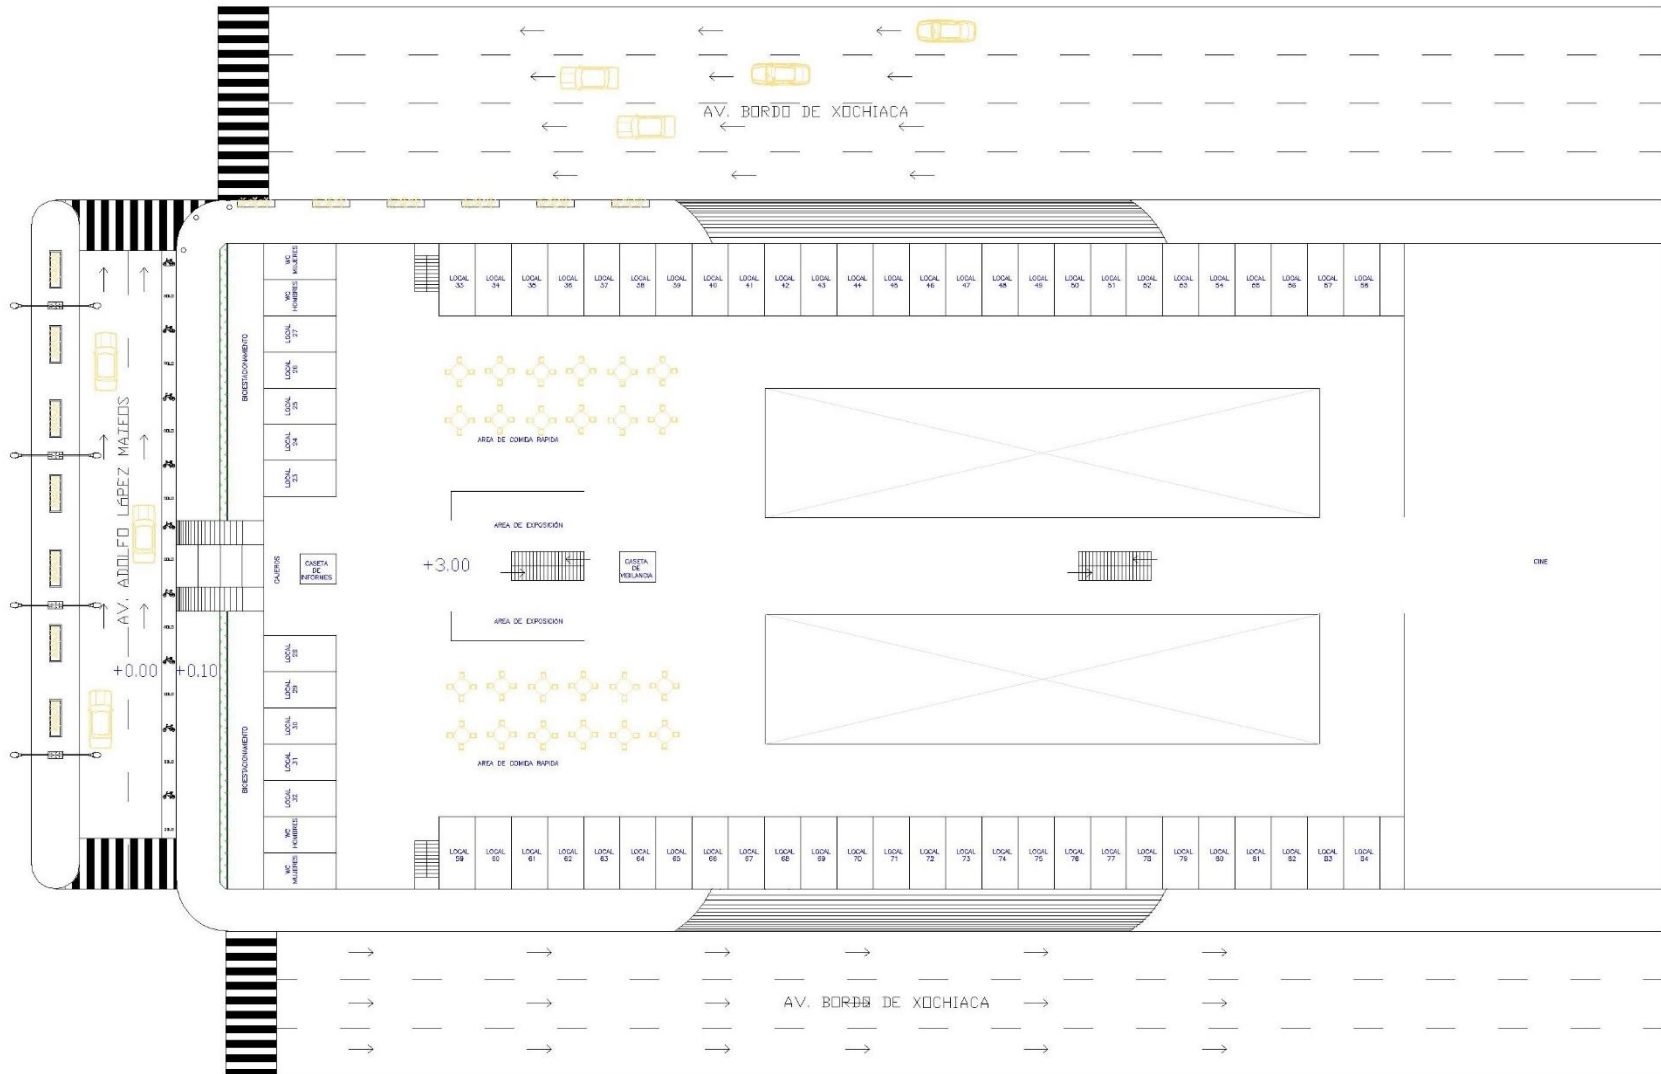 AV. BORDO DE XOCHIACA
WC
MUJERES
WC
HOMBRES
LOCAL
27
LOCAL
26
LOCAL
25
LOCAL
24
LOCAL
23
BICIESTACIONAMIENTO
LOCAL
33
LOCAL
34
LOCAL
35
LOCAL
36
LOCAL
37
LOCAL
38
LOCAL
39
LOCAL
40
LOCAL
41
LOCAL
42
LOCAL
43
LOCAL
44
LOCAL
45
LOCAL
46
LOCAL
47
LOCAL
48
LOCAL
49
LOCAL
50
LOCAL
51
LOCAL
52
LOCAL
53
LOCAL
54
LOCAL
55
LOCAL
56
LOCAL
57
LOCAL
58
AREA DE COMIDA RAPIDA
AV. ADOLFO LÁPEZ MATEOS
AREA DE EXPOSICIÓN
CAJEROS
CASETA
DE
INFORMES
+3.00
CASETA
DE
VIGILANCIA
CINE
AREA DE EXPOSICIÓN
+0.00
+0.10
BICIESTACIONAMIENTO
LOCAL
28
LOCAL
29
LOCAL
30
LOCAL
31
LOCAL
32
WC
HOMBRES
WC
MUJERES
AREA DE COMIDA RAPIDA
LOCAL
59
LOCAL
60
LOCAL
61
LOCAL
62
LOCAL
63
LOCAL
64
LOCAL
65
LOCAL
66
LOCAL
67
LOCAL
68
LOCAL
69
LOCAL
70
LOCAL
71
LOCAL
72
LOCAL
73
LOCAL
74
LOCAL
75
LOCAL
76
LOCAL
77
LOCAL
78
LOCAL
79
LOCAL
80
LOCAL
81
LOCAL
82
LOCAL
83
LOCAL
84
AV. BORDO DE XOCHIACA